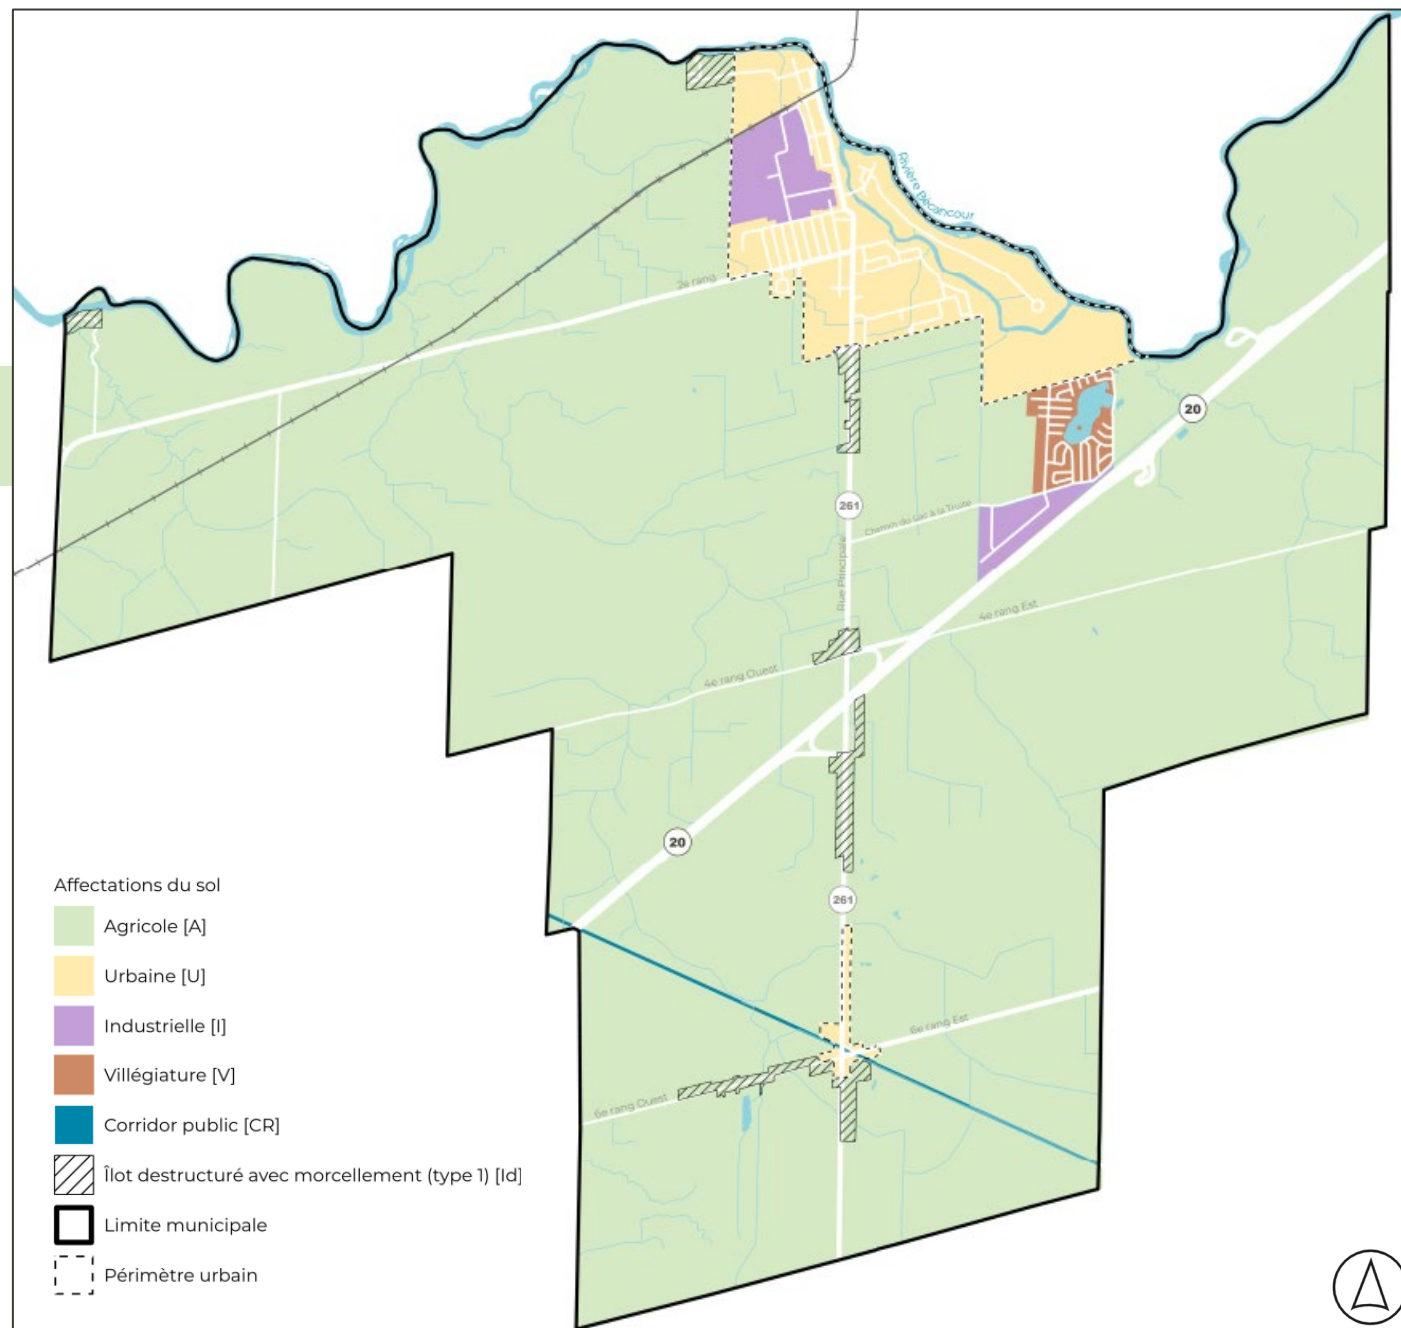 Rivière Bécancour
2e rang
20
261
Chemin du Lac à la Truite
Rue Principale
4e rang Est
4e rang Ouest
20
261
6e rang Est
6e rang Ouest
Affectations du sol
Agricole [A]
Urbaine [U]
Industrielle [I]
Villégiature [V]
Corridor public [CR]
Îlot destructuré avec morcellement (type 1) [Id]
Limite municipale
Périmètre urbain